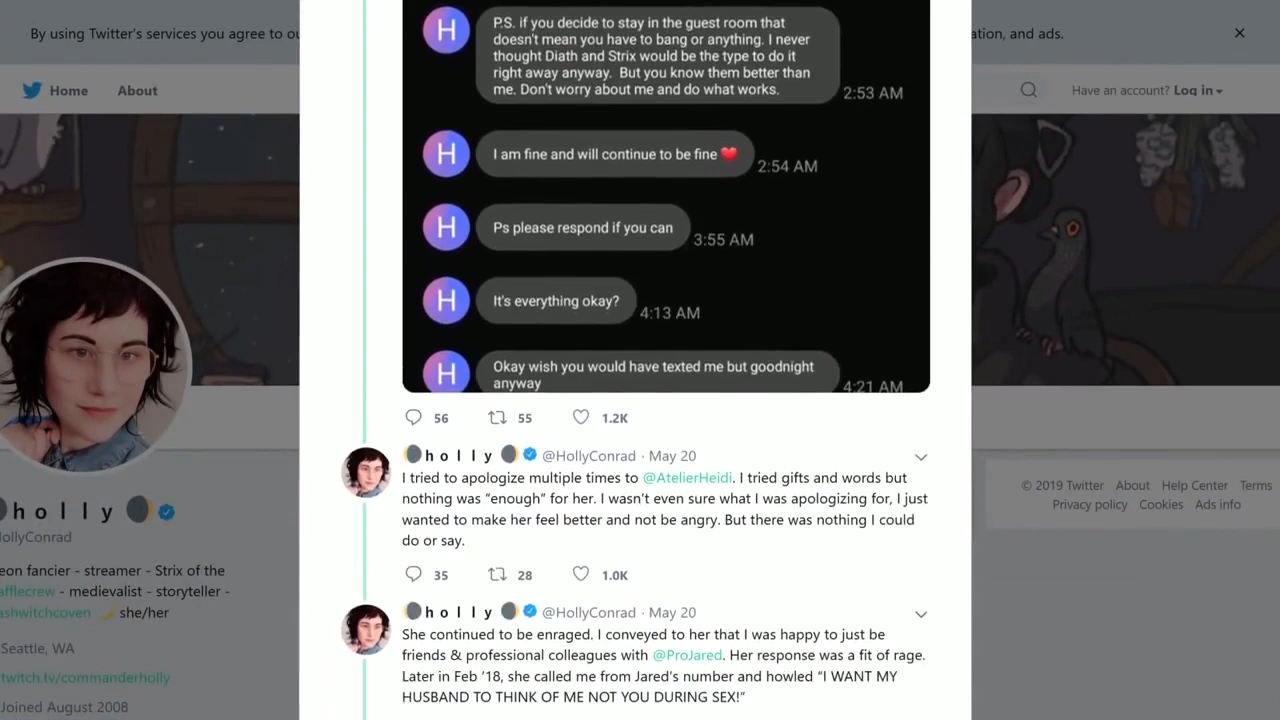 By using Twitter's services you agree to ou
ation, and ads.
Home About
Have an account? Log in
H
P.S. if you decide to stay in the guest room that
doesn't mean you have to bang or anything. I never
thought Diath and Strix would be the type to do it
right away anyway. But you know them better than
me. Don't worry about me and do what works.
2:53 AM
H
I am fine and will continue to be fine ❤️
2:54 AM
H
Ps please respond if you can
3:55 AM
H
It's everything okay?
4:13 AM
H
Okay wish you would have texted me but goodnight
anyway
4:21 AM
56 55 1.2K
🌘h o l l y🌒 @HollyConrad · May 20
I tried to apologize multiple times to @AtelierHeidi. I tried gifts and words but
nothing was “enough” for her. I wasn't even sure what I was apologizing for, I just
wanted to make her feel better and not be angry. But there was nothing I could
do or say.
35 28 1.0K
🌘h o l l y🌒 @HollyConrad · May 20
She continued to be enraged. I conveyed to her that I was happy to just be
friends & professional colleagues with @ProJared. Her response was a fit of rage.
Later in Feb '18, she called me from Jared's number and howled “I WANT MY
HUSBAND TO THINK OF ME NOT YOU DURING SEX!”
h o l l y
ollyConrad
eon fancier - streamer - Strix of the
afflecrew - medievalist - storyteller -
ashwitchcoven 🌙 she/her
Seattle, WA
twitch.tv/commanderholly
Joined August 2008
© 2019 Twitter About Help Center Terms
Privacy policy Cookies Ads info